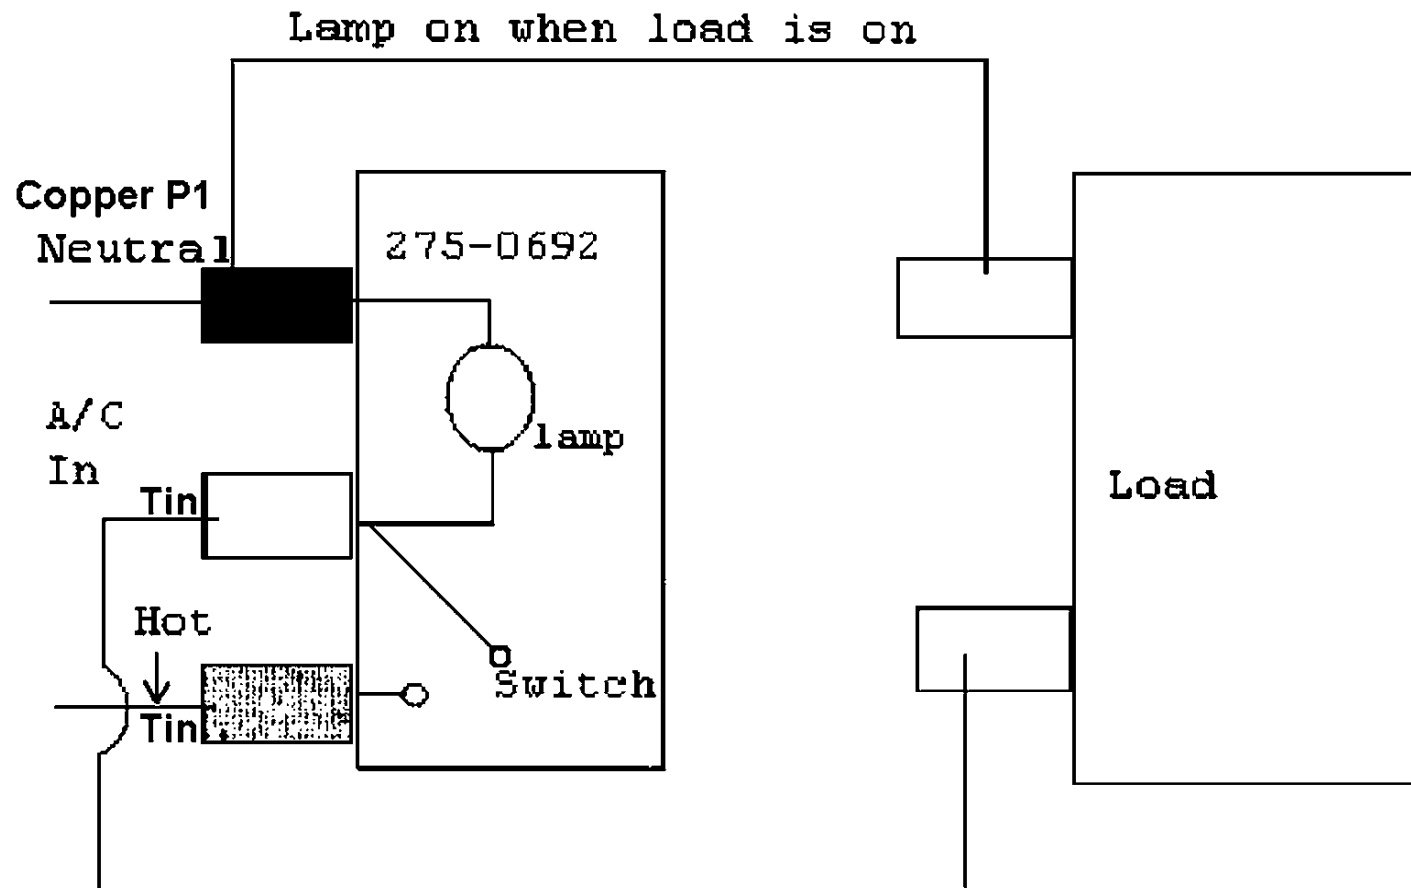 Lamp on when load is on
Copper P1
Neutral
275-0692
A/C
In
lamp
Tin
Load
Hot
Switch
Tin